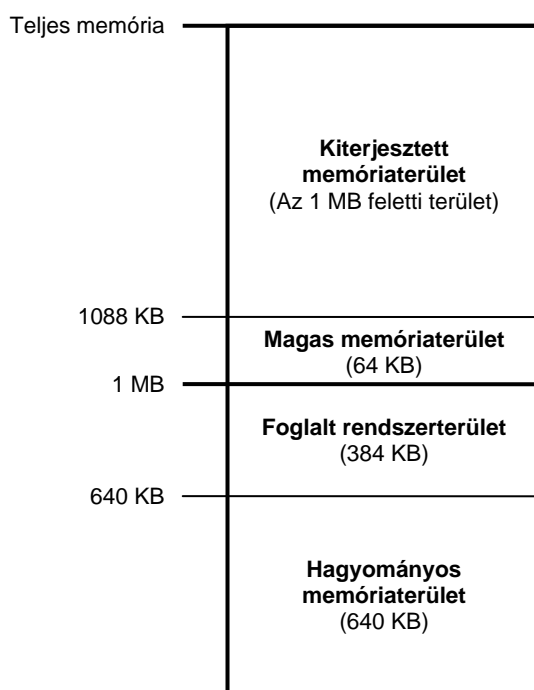 Teljes memória
Kiterjesztett
memóriaterület
(Az 1 MB feletti terület)
1088 KB
Magas memóriaterület
(64 KB)
1 MB
Foglalt rendszerterület
(384 KB)
640 KB
Hagyományos
memóriaterület
(640 KB)